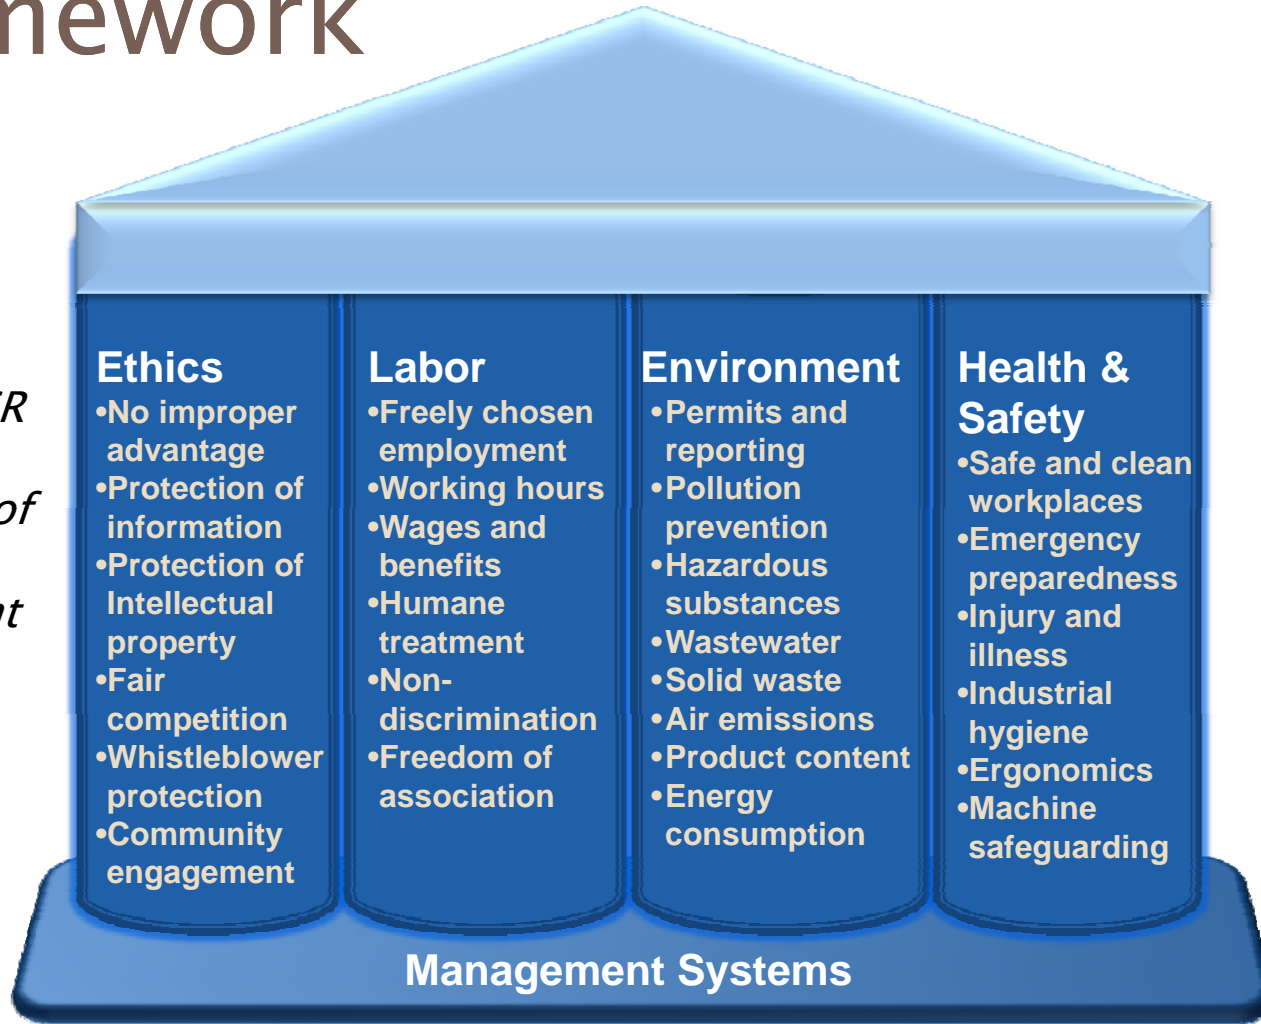 mework
R
of
nt
Ethics
•No improper
advantage
•Protection of
information
•Protection of
Intellectual
property
•Fair
competition
•Whistleblower
protection
•Community
engagement
Labor
•Freely chosen
employment
•Working hours
•Wages and
benefits
•Humane
treatment
•Non-
discrimination
•Freedom of
association
Environment
•Permits and
reporting
•Pollution
prevention
•Hazardous
substances
•Wastewater
•Solid waste
•Air emissions
•Product content
•Energy
consumption
Health &
Safety
•Safe and clean
workplaces
•Emergency
preparedness
•Injury and
illness
•Industrial
hygiene
•Ergonomics
•Machine
safeguarding
Management Systems